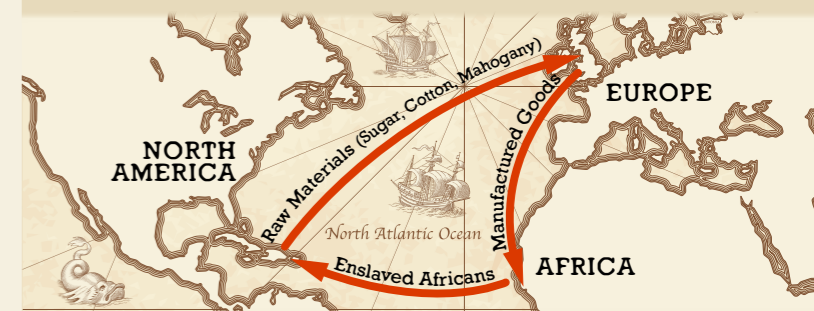 Raw Materials (Sugar, Cotton, Mahogany)
EUROPE
Manufactured Goods
NORTH
AMERICA
North Atlantic Ocean
Enslaved Africans
AFRICA